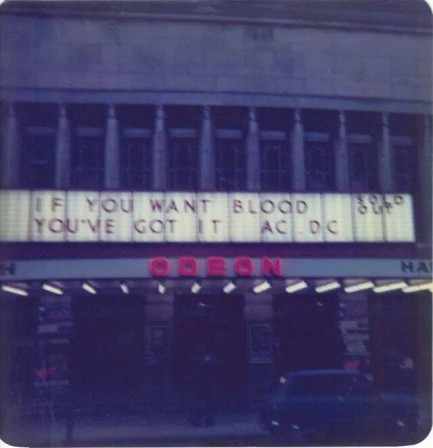 IF YOU WANT BLOOD
YOU'VE GOT IT AC.DC
SOLD
OUT
ODEON